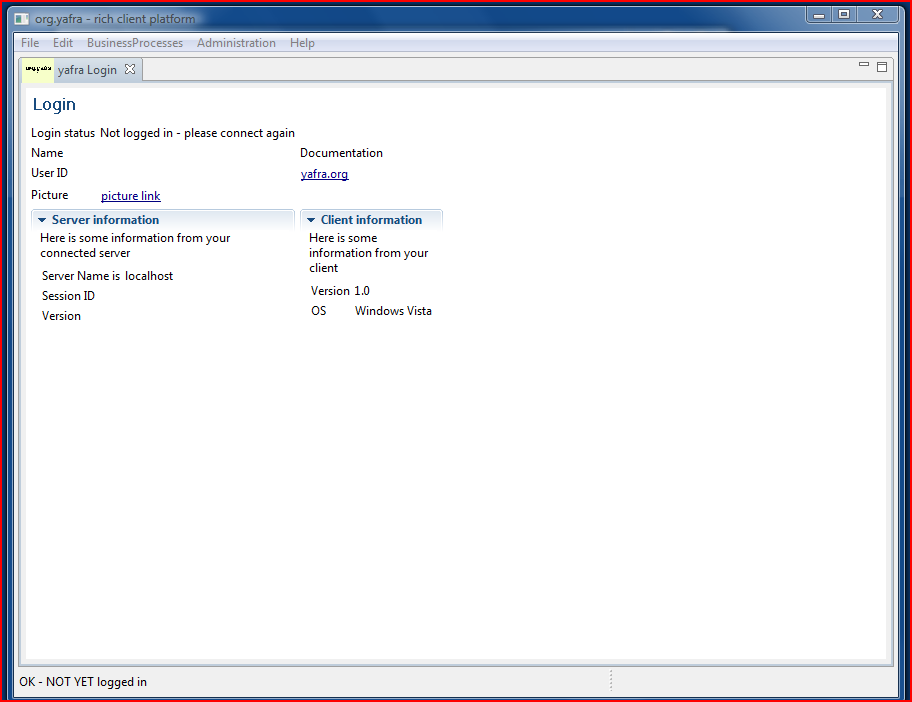 org.yafra - rich client platform
File Edit BusinessProcesses Administration Help
org.yafra yafra Login
Login
Login status Not logged in - please connect again
Name Documentation
User ID yafra.org
Picture picture link
Server information
Here is some information from your
connected server
Server Name is localhost
Session ID
Version
Client information
Here is some
information from your
client
Version 1.0
OS Windows Vista
OK - NOT YET logged in